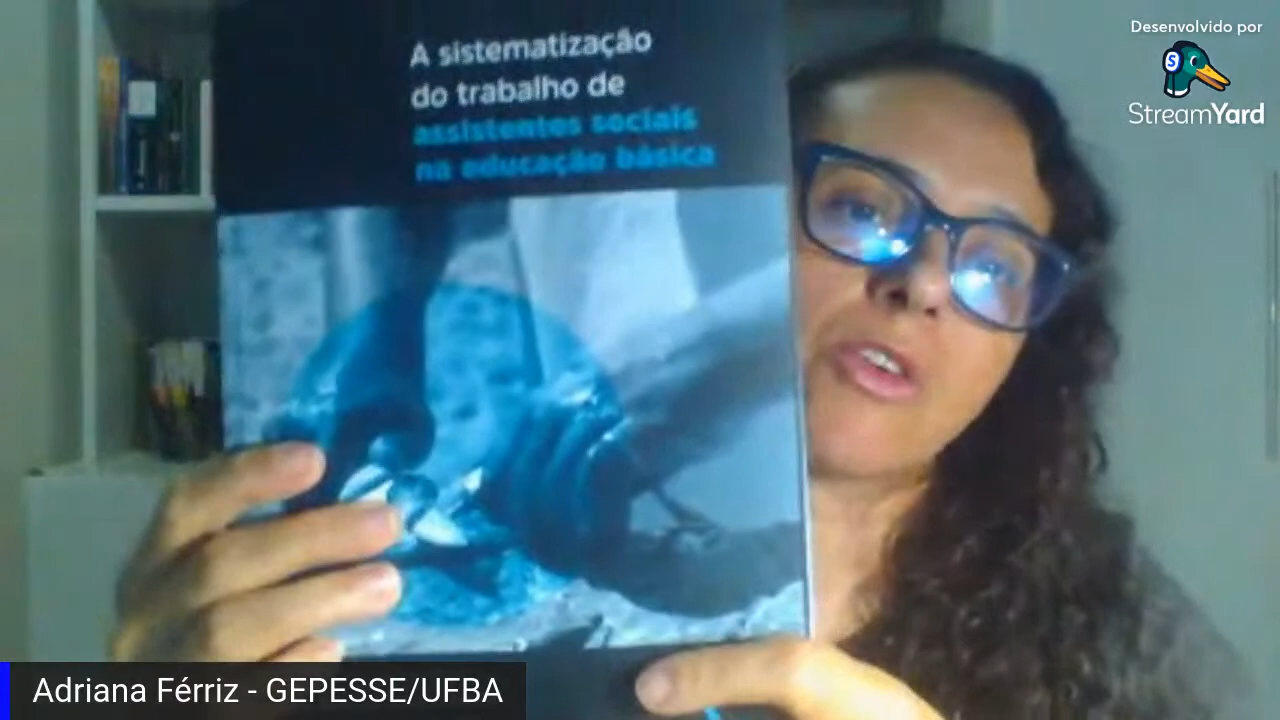 Desenvolvido por
StreamYard
A sistematização
do trabalho de
assistentes sociais
na educação básica
Adriana Férriz - GEPESSE/UFBA